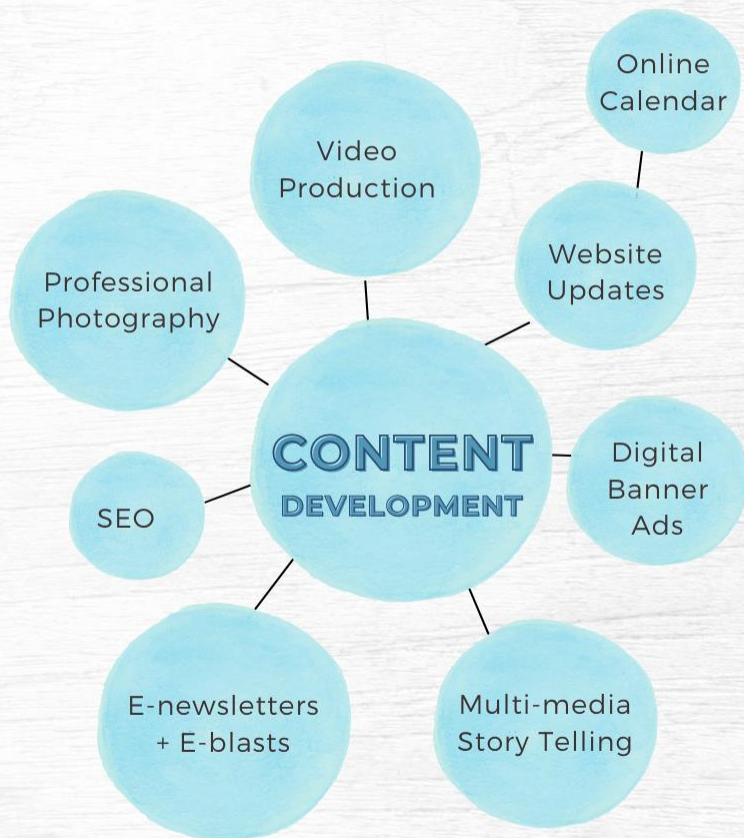 Online
Calendar
Video
Production
Website
Updates
Professional
Photography
CONTENT
DEVELOPMENT
Digital
Banner
Ads
SEO
E-newsletters
+ E-blasts
Multi-media
Story Telling